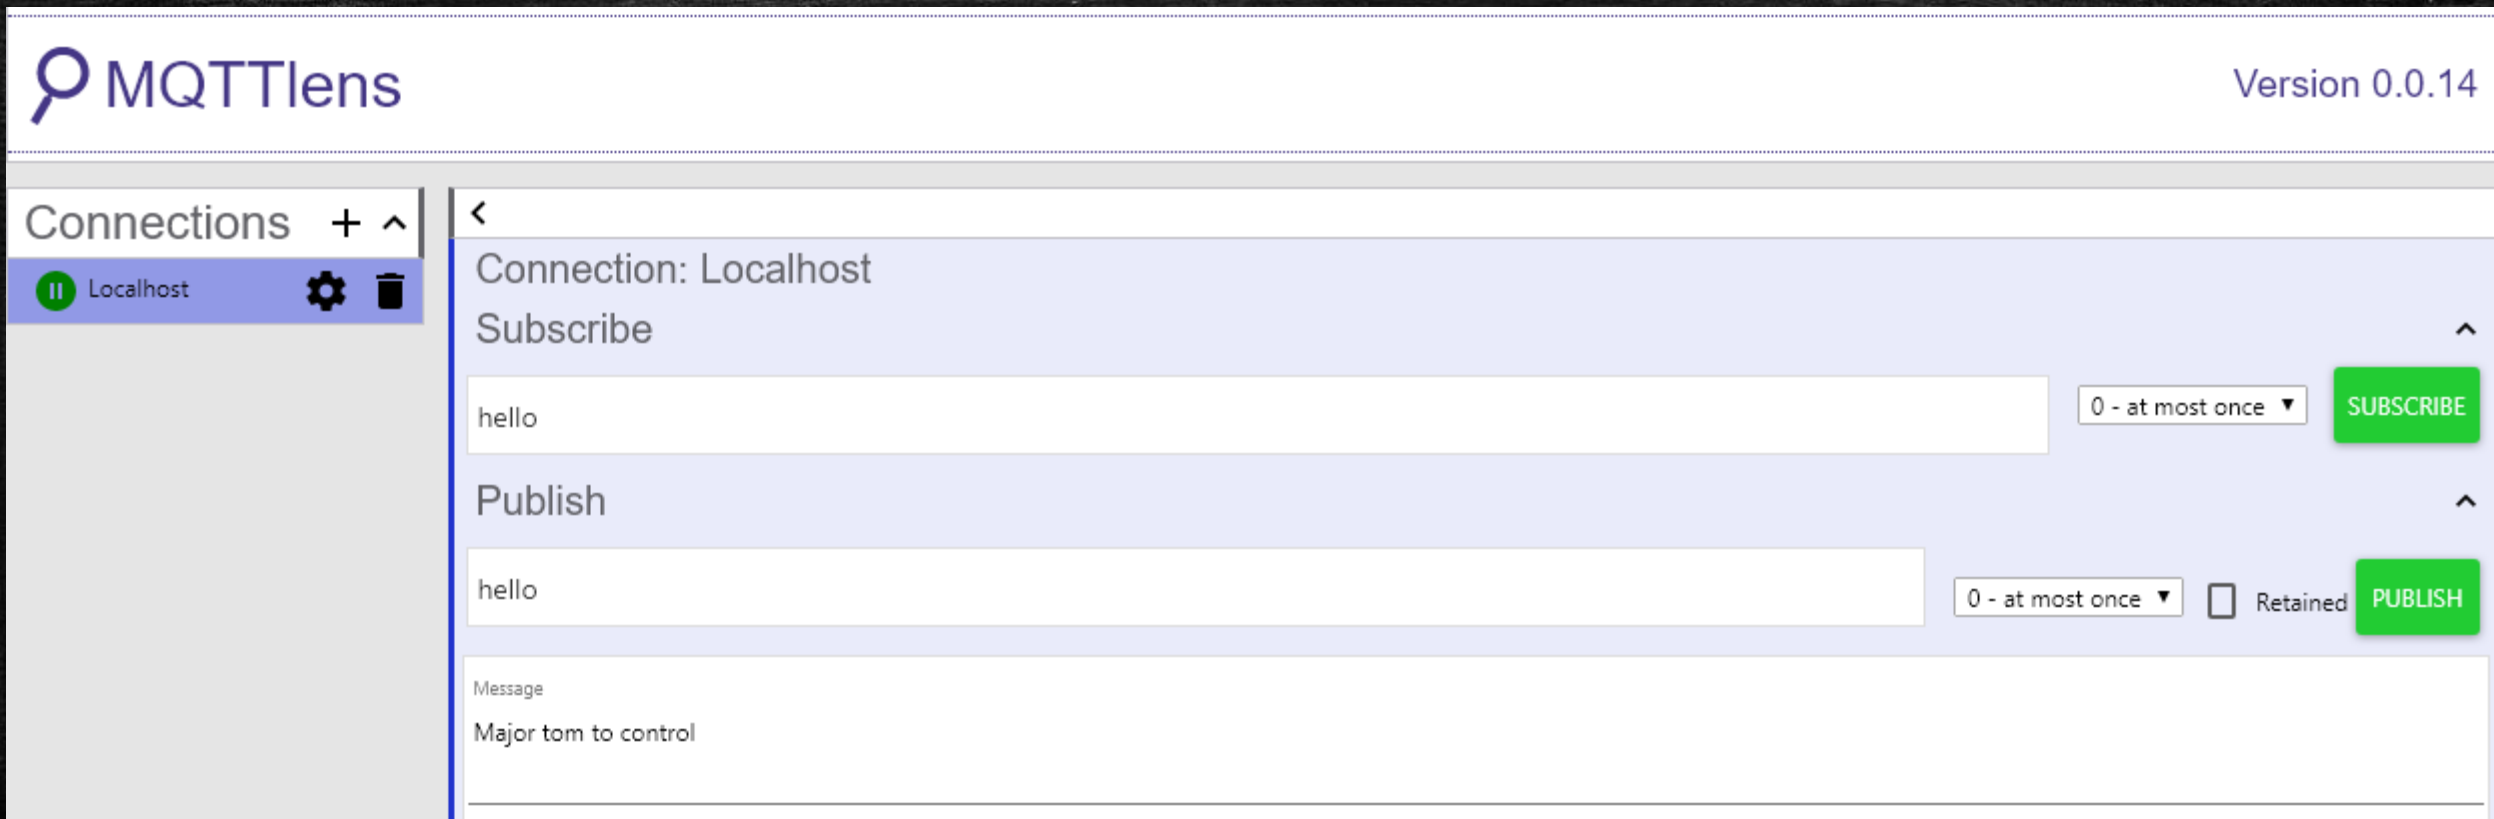 MQTTlens
Version 0.0.14
Connections
Localhost
Connection: Localhost
Subscribe
hello
0 - at most once
SUBSCRIBE
Publish
hello
0 - at most once
Retained
PUBLISH
Message
Major tom to control